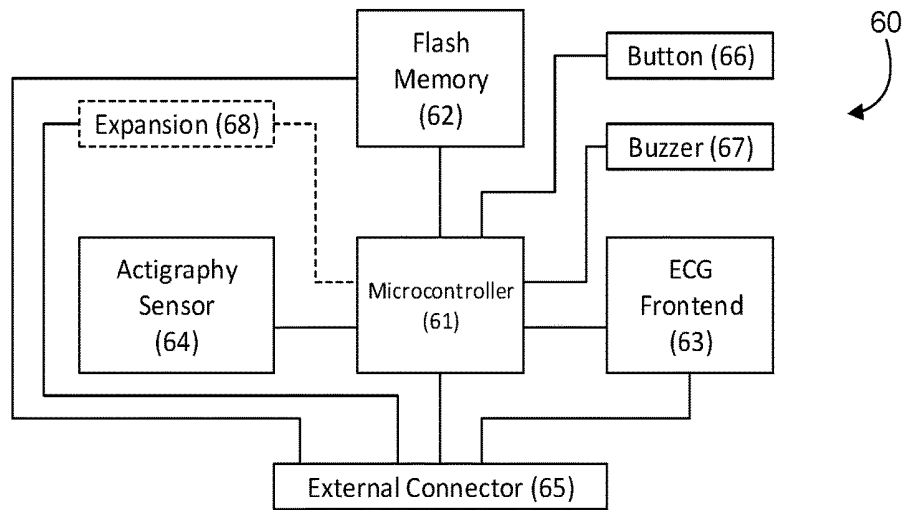 60
Flash
Memory
(62)
Button (66)
Expansion (68)
Buzzer (67)
Actigraphy
Sensor
(64)
Microcontroller
(61)
ECG
Frontend
(63)
External Connector (65)